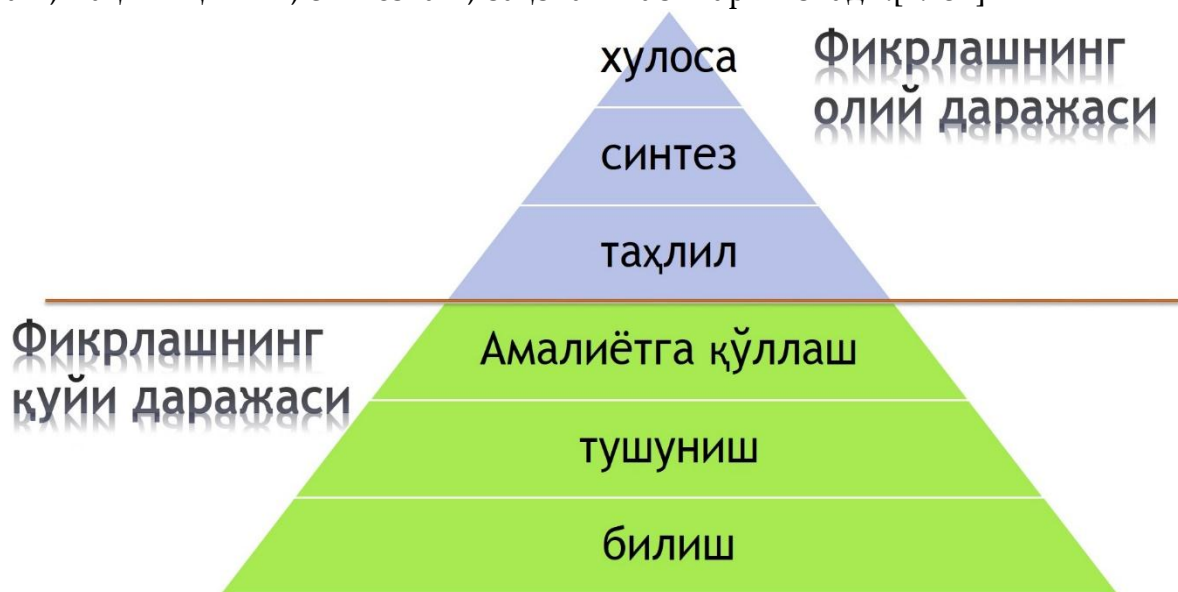 хулоса
Фикрлашнинг
олий даражаси
синтез
таҳлил
Фикрлашнинг
қуйи даражаси
Амалиётга қўллаш
тушуниш
билиш